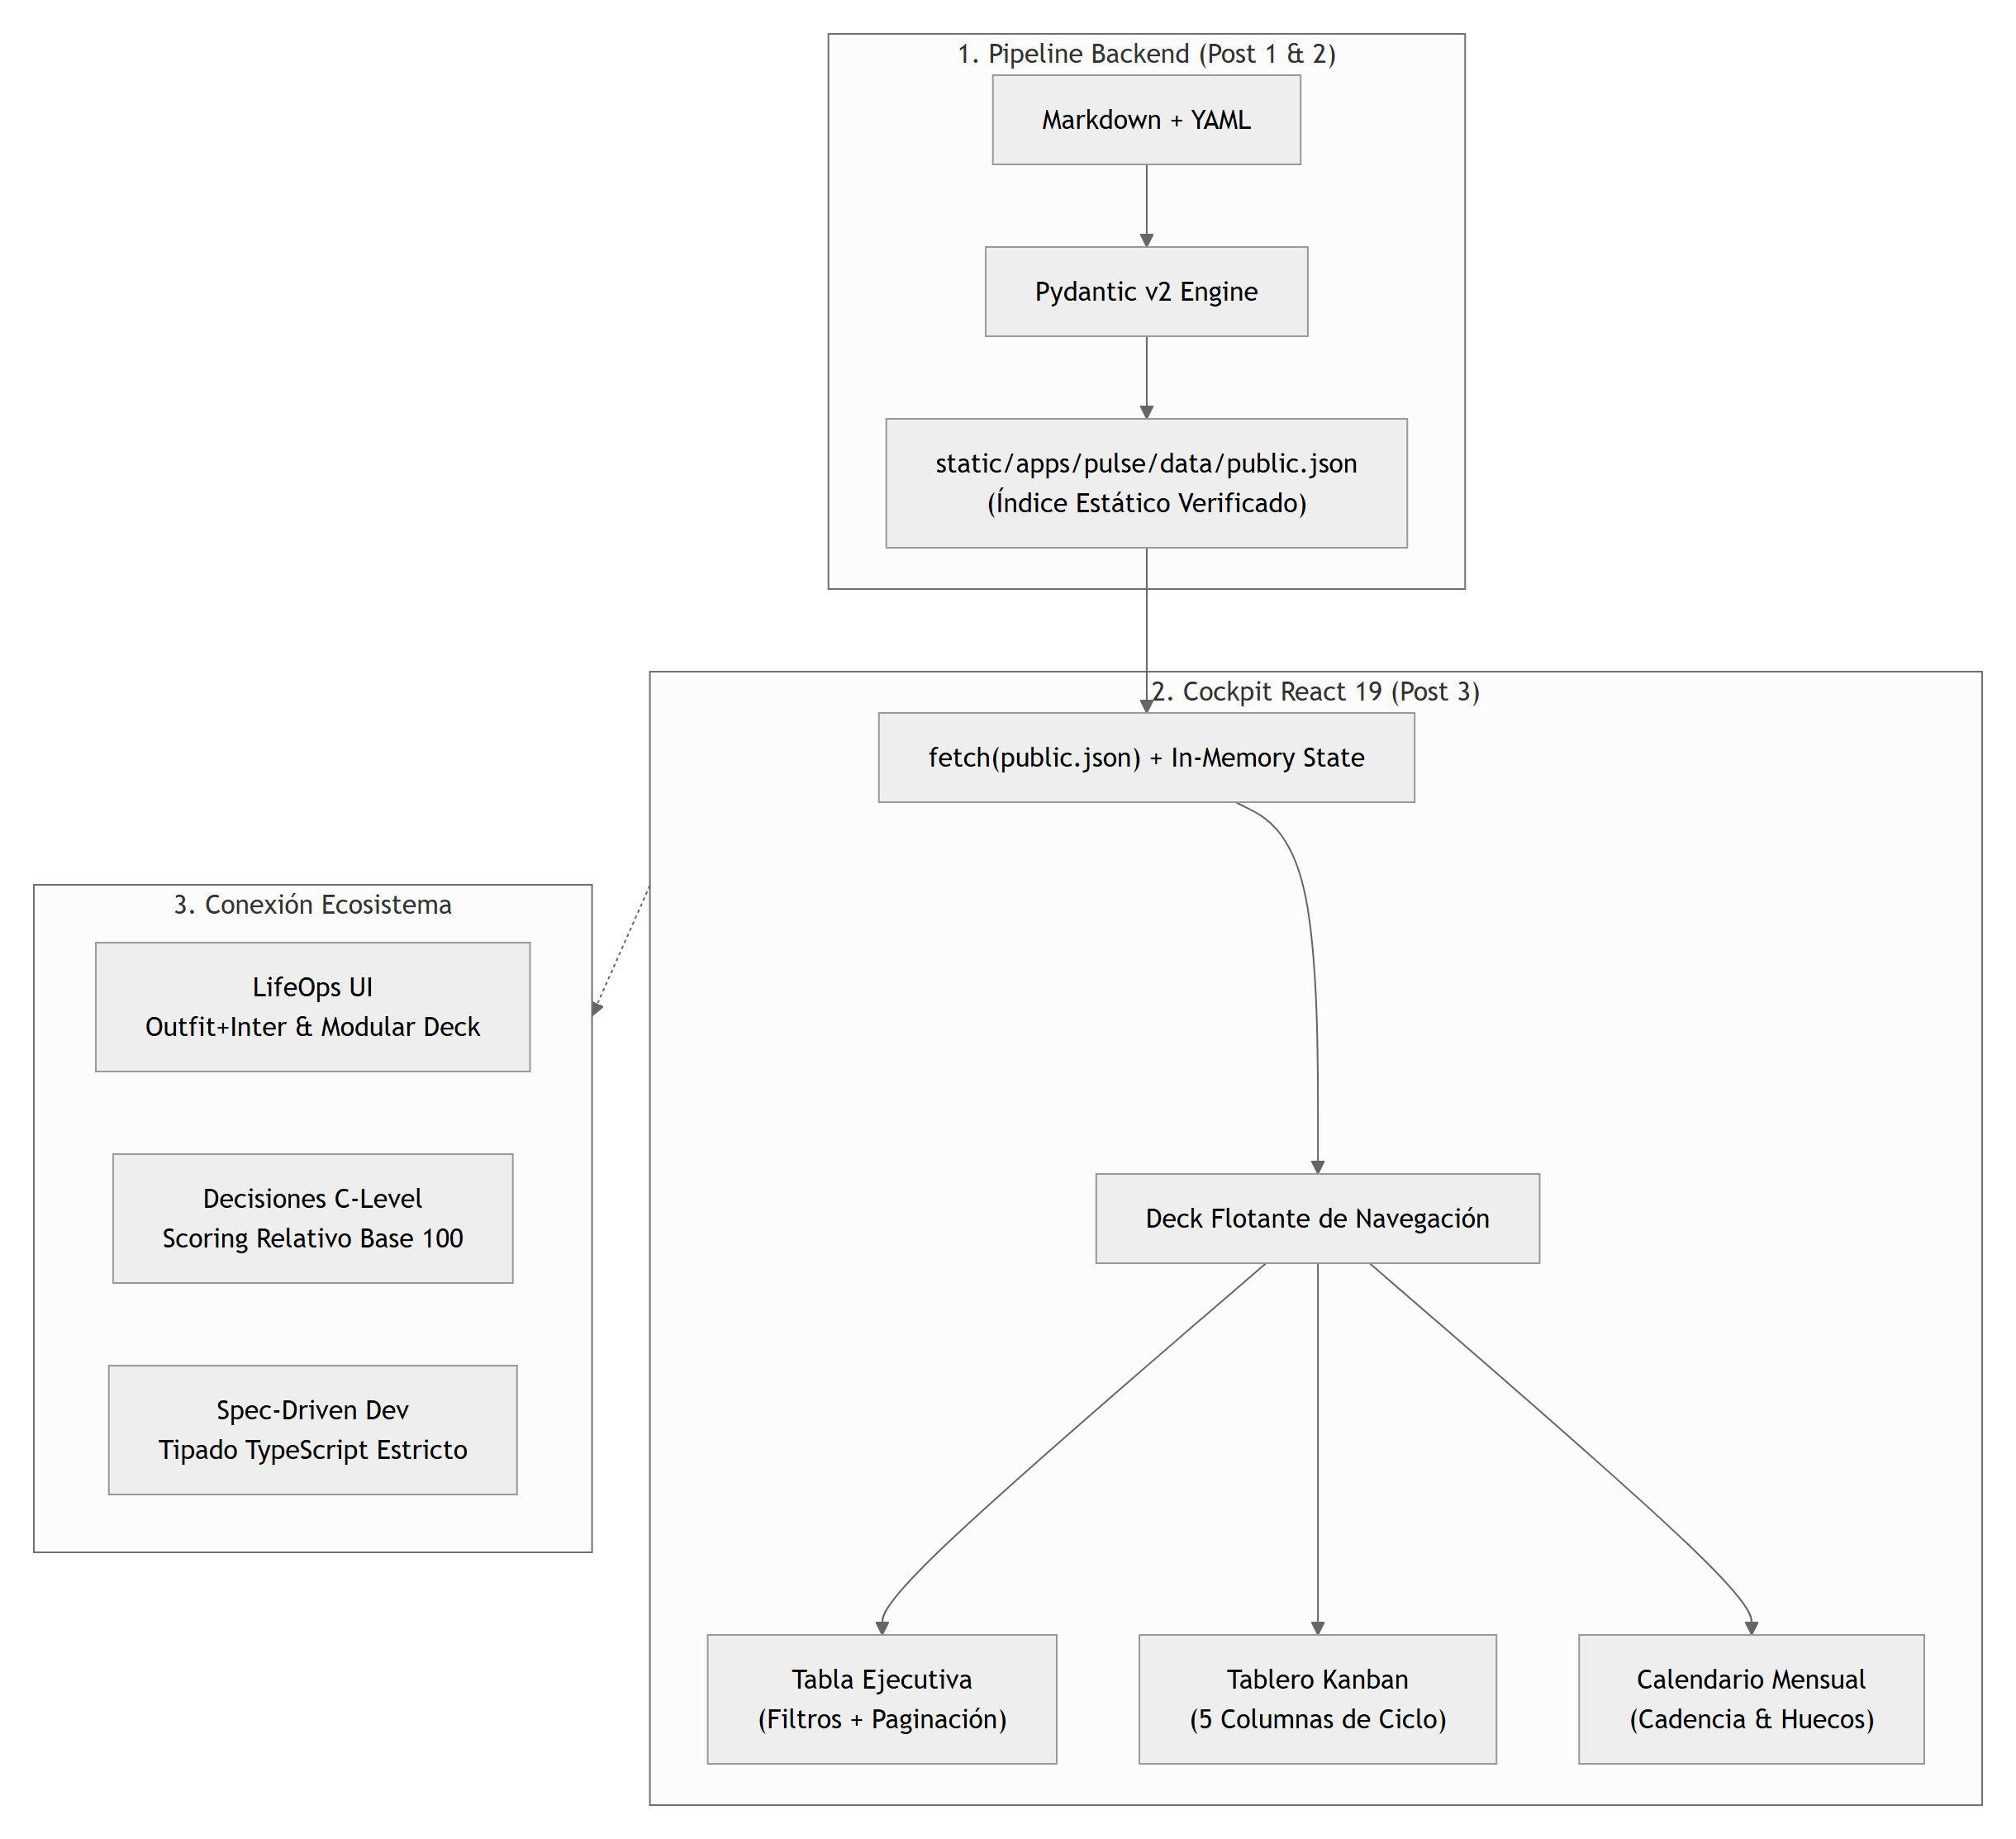 1. Pipeline Backend (Post 1 & 2)
Markdown + YAML
Pydantic v2 Engine
static/apps/pulse/data/public.json
(Índice Estático Verificado)
2. Cockpit React 19 (Post 3)
fetch(public.json) + In-Memory State
Deck Flotante de Navegación
Tabla Ejecutiva
(Filtros + Paginación)
Tablero Kanban
(5 Columnas de Ciclo)
Calendario Mensual
(Cadencia & Huecos)
3. Conexión Ecosistema
LifeOps UI
Outfit+Inter & Modular Deck
Decisiones C-Level
Scoring Relativo Base 100
Spec-Driven Dev
Tipado TypeScript Estricto